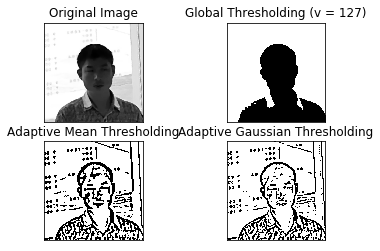 Original Image
Global Thresholding (v = 127)
Adaptive Mean Thresholding
Adaptive Gaussian Thresholding